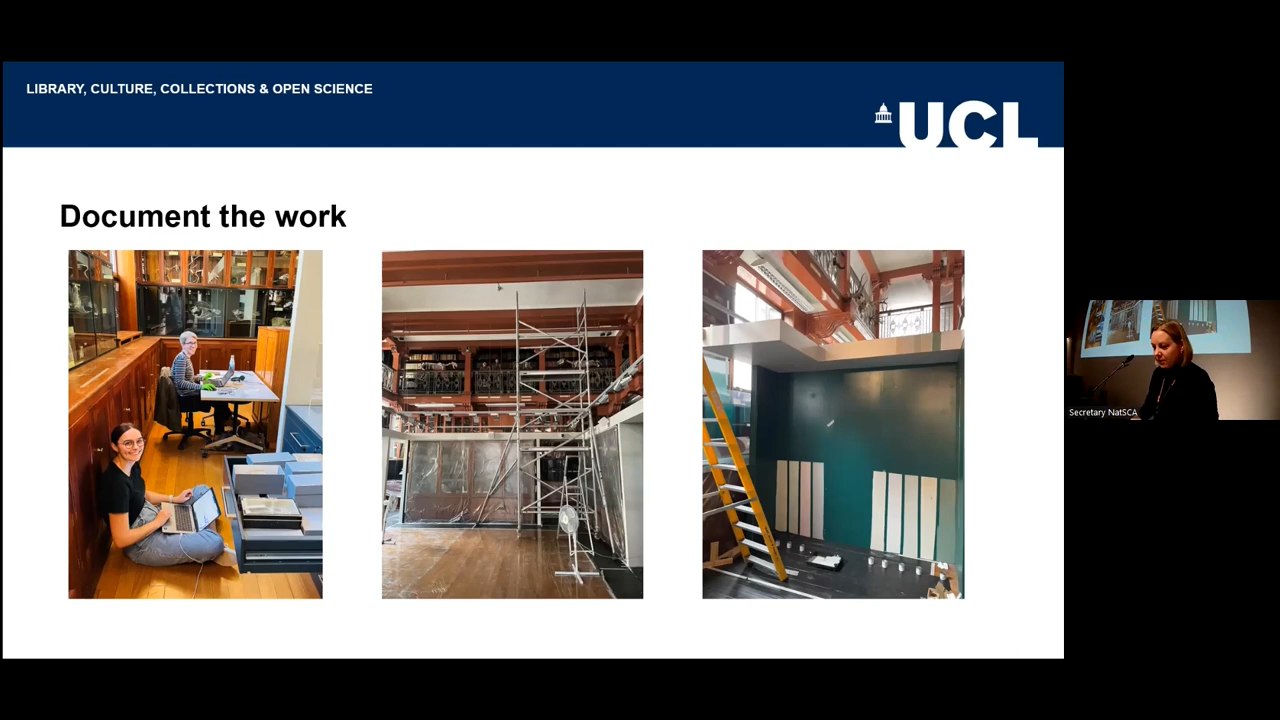 LIBRARY, CULTURE, COLLECTIONS & OPEN SCIENCE
UCL
Document the work
Secretary NatSCA